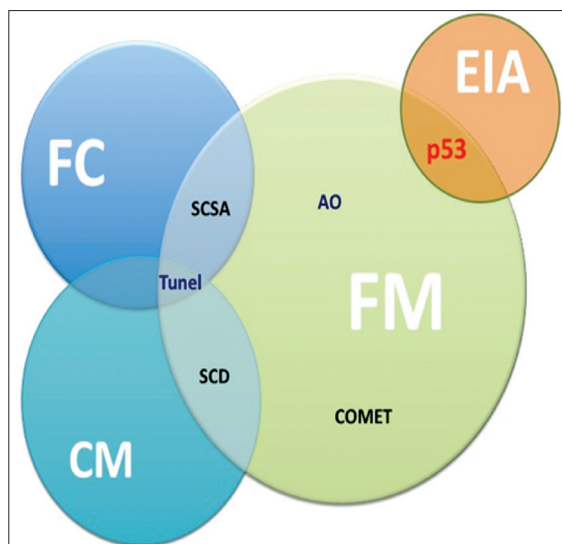 EIA
FC
p53
SCSA
AO
Tunel
FM
SCD
COMET
CM